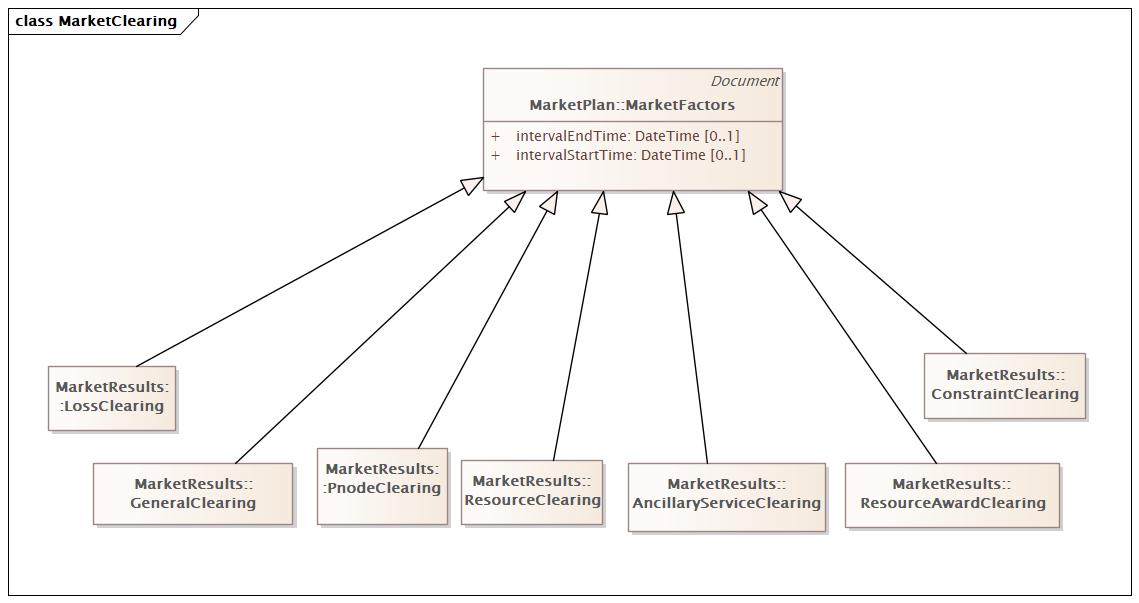 class MarketClearing
Document
MarketPlan::MarketFactors
+ intervalEndTime: DateTime [0..1]
+ intervalStartTime: DateTime [0..1]
MarketResults:
:LossClearing
MarketResults::
GeneralClearing
MarketResults:
:PnodeClearing
MarketResults::
ResourceClearing
MarketResults::
AncillaryServiceClearing
MarketResults::
ResourceAwardClearing
MarketResults::
ConstraintClearing